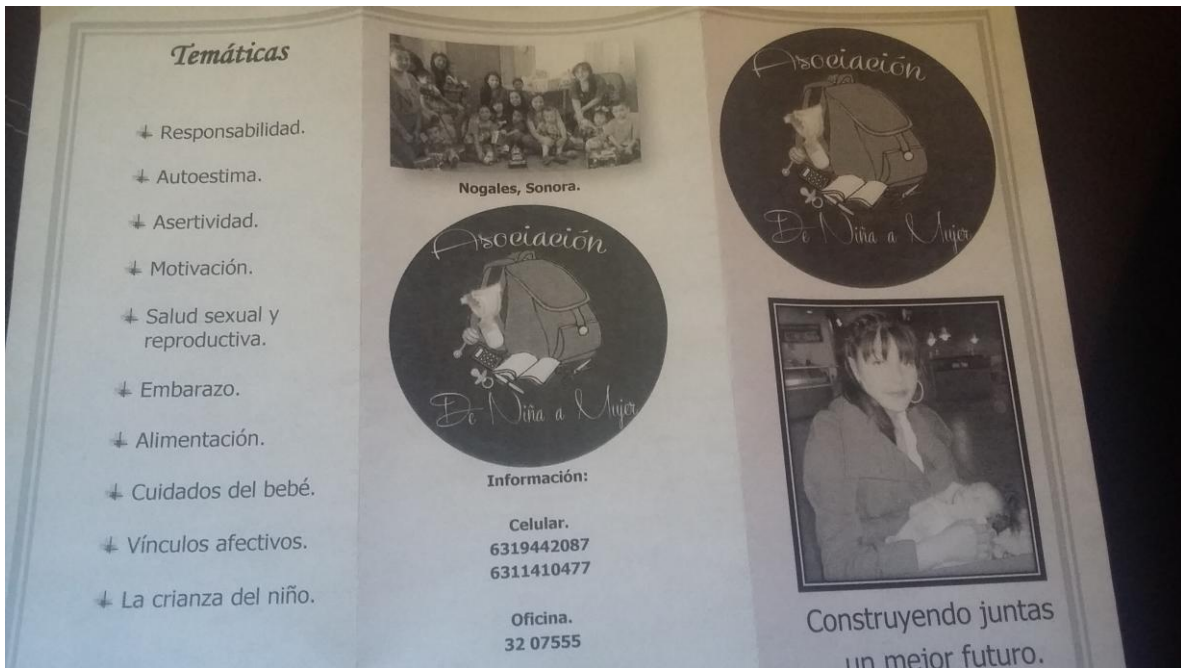 Temáticas
Responsabilidad.
Autoestima.
Asertividad.
Motivación.
Salud sexual y
reproductiva.
Embarazo.
Alimentación.
Cuidados del bebé.
Vínculos afectivos.
La crianza del niño.
Nogales, Sonora.
Asociación
De Niña a Mujer
Información:
Celular.
6319442087
6311410477
Oficina.
32 07555
Asociación
De Niña a Mujer
Construyendo juntas
un mejor futuro.